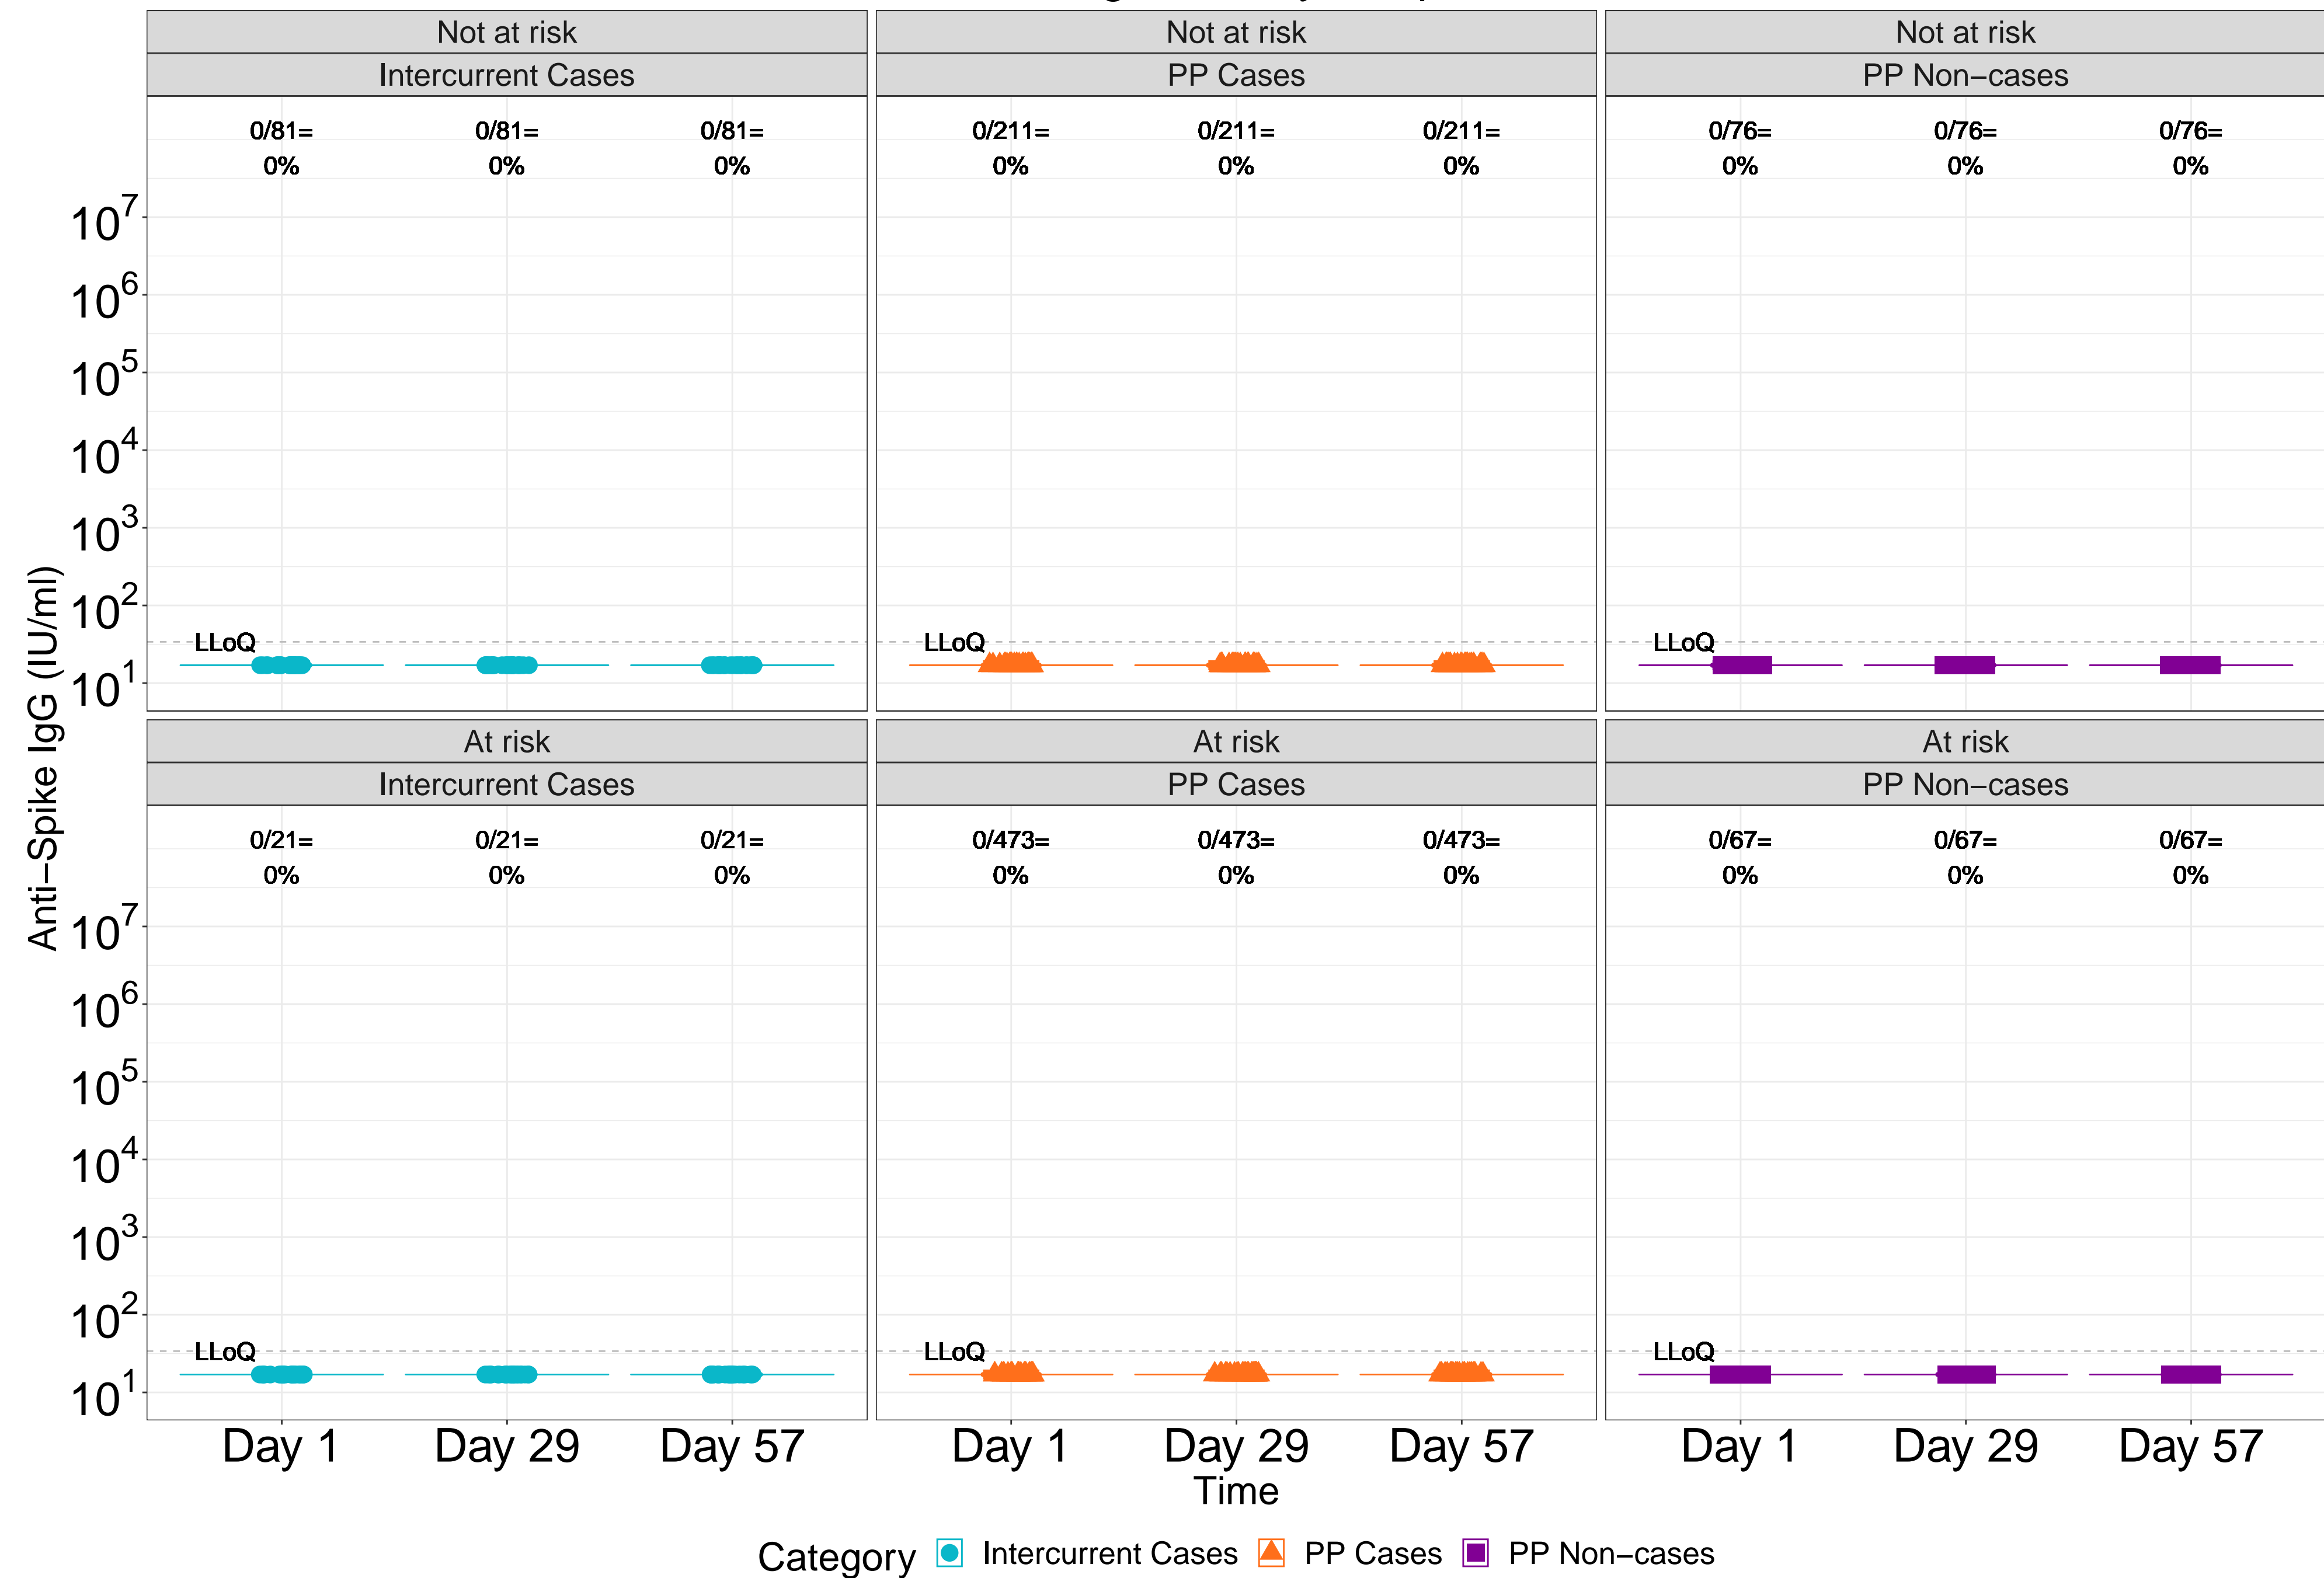 Not at risk
Not at risk
Not at risk
Intercurrent Cases
PP Cases
PP Non−cases
0/81=
0%
0/81=
0%
0/81=
0%
0/211=
0%
0/211=
0%
0/211=
0%
0/76=
0%
0/76=
0%
0/76=
0%
10^7
10^6
10^5
10^4
10^3
10^2
10^1
LLoQ
LLoQ
LLoQ
Anti−Spike IgG (IU/ml)
At risk
At risk
At risk
Intercurrent Cases
PP Cases
PP Non−cases
0/21=
0%
0/21=
0%
0/21=
0%
0/473=
0%
0/473=
0%
0/473=
0%
0/67=
0%
0/67=
0%
0/67=
0%
10^7
10^6
10^5
10^4
10^3
10^2
10^1
LLoQ
LLoQ
LLoQ
Day 1
Day 29
Day 57
Day 1
Day 29
Day 57
Day 1
Day 29
Day 57
Time
Category
Intercurrent Cases
PP Cases
PP Non−cases